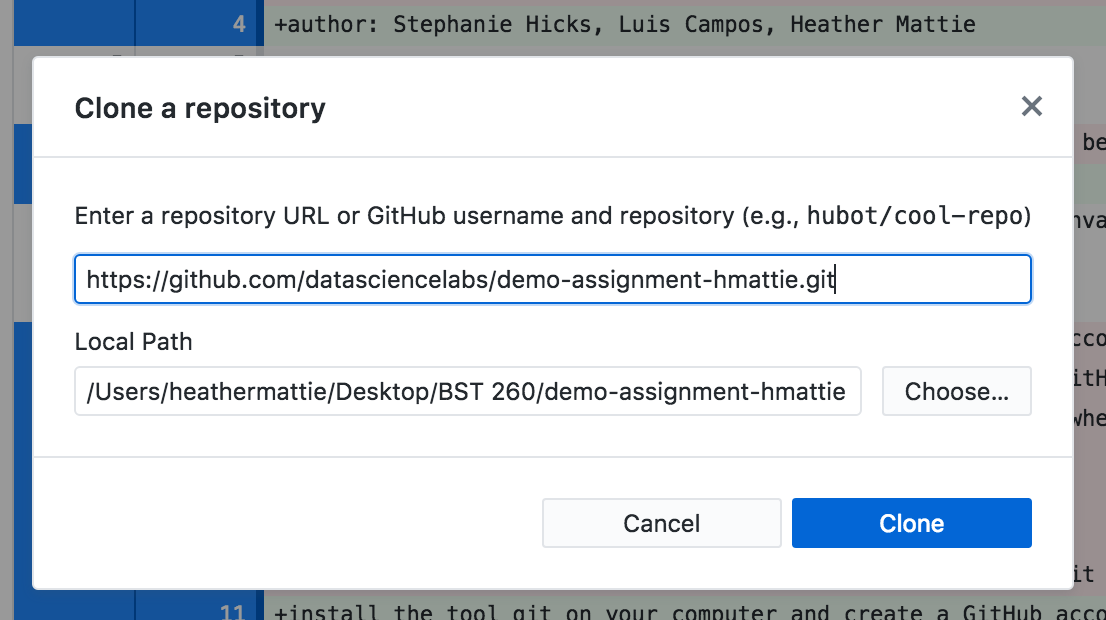 4 +author: Stephanie Hicks, Luis Campos, Heather Mattie
Clone a repository
be
Enter a repository URL or GitHub username and repository (e.g., hubot/cool-repo)
https://github.com/datasciencelabs/demo-assignment-hmattie.git
Local Path
/Users/heathermattie/Desktop/BST 260/demo-assignment-hmattie
Choose...
Cancel
Clone
it
11 +install the tool git on your computer and create a GitHub acco